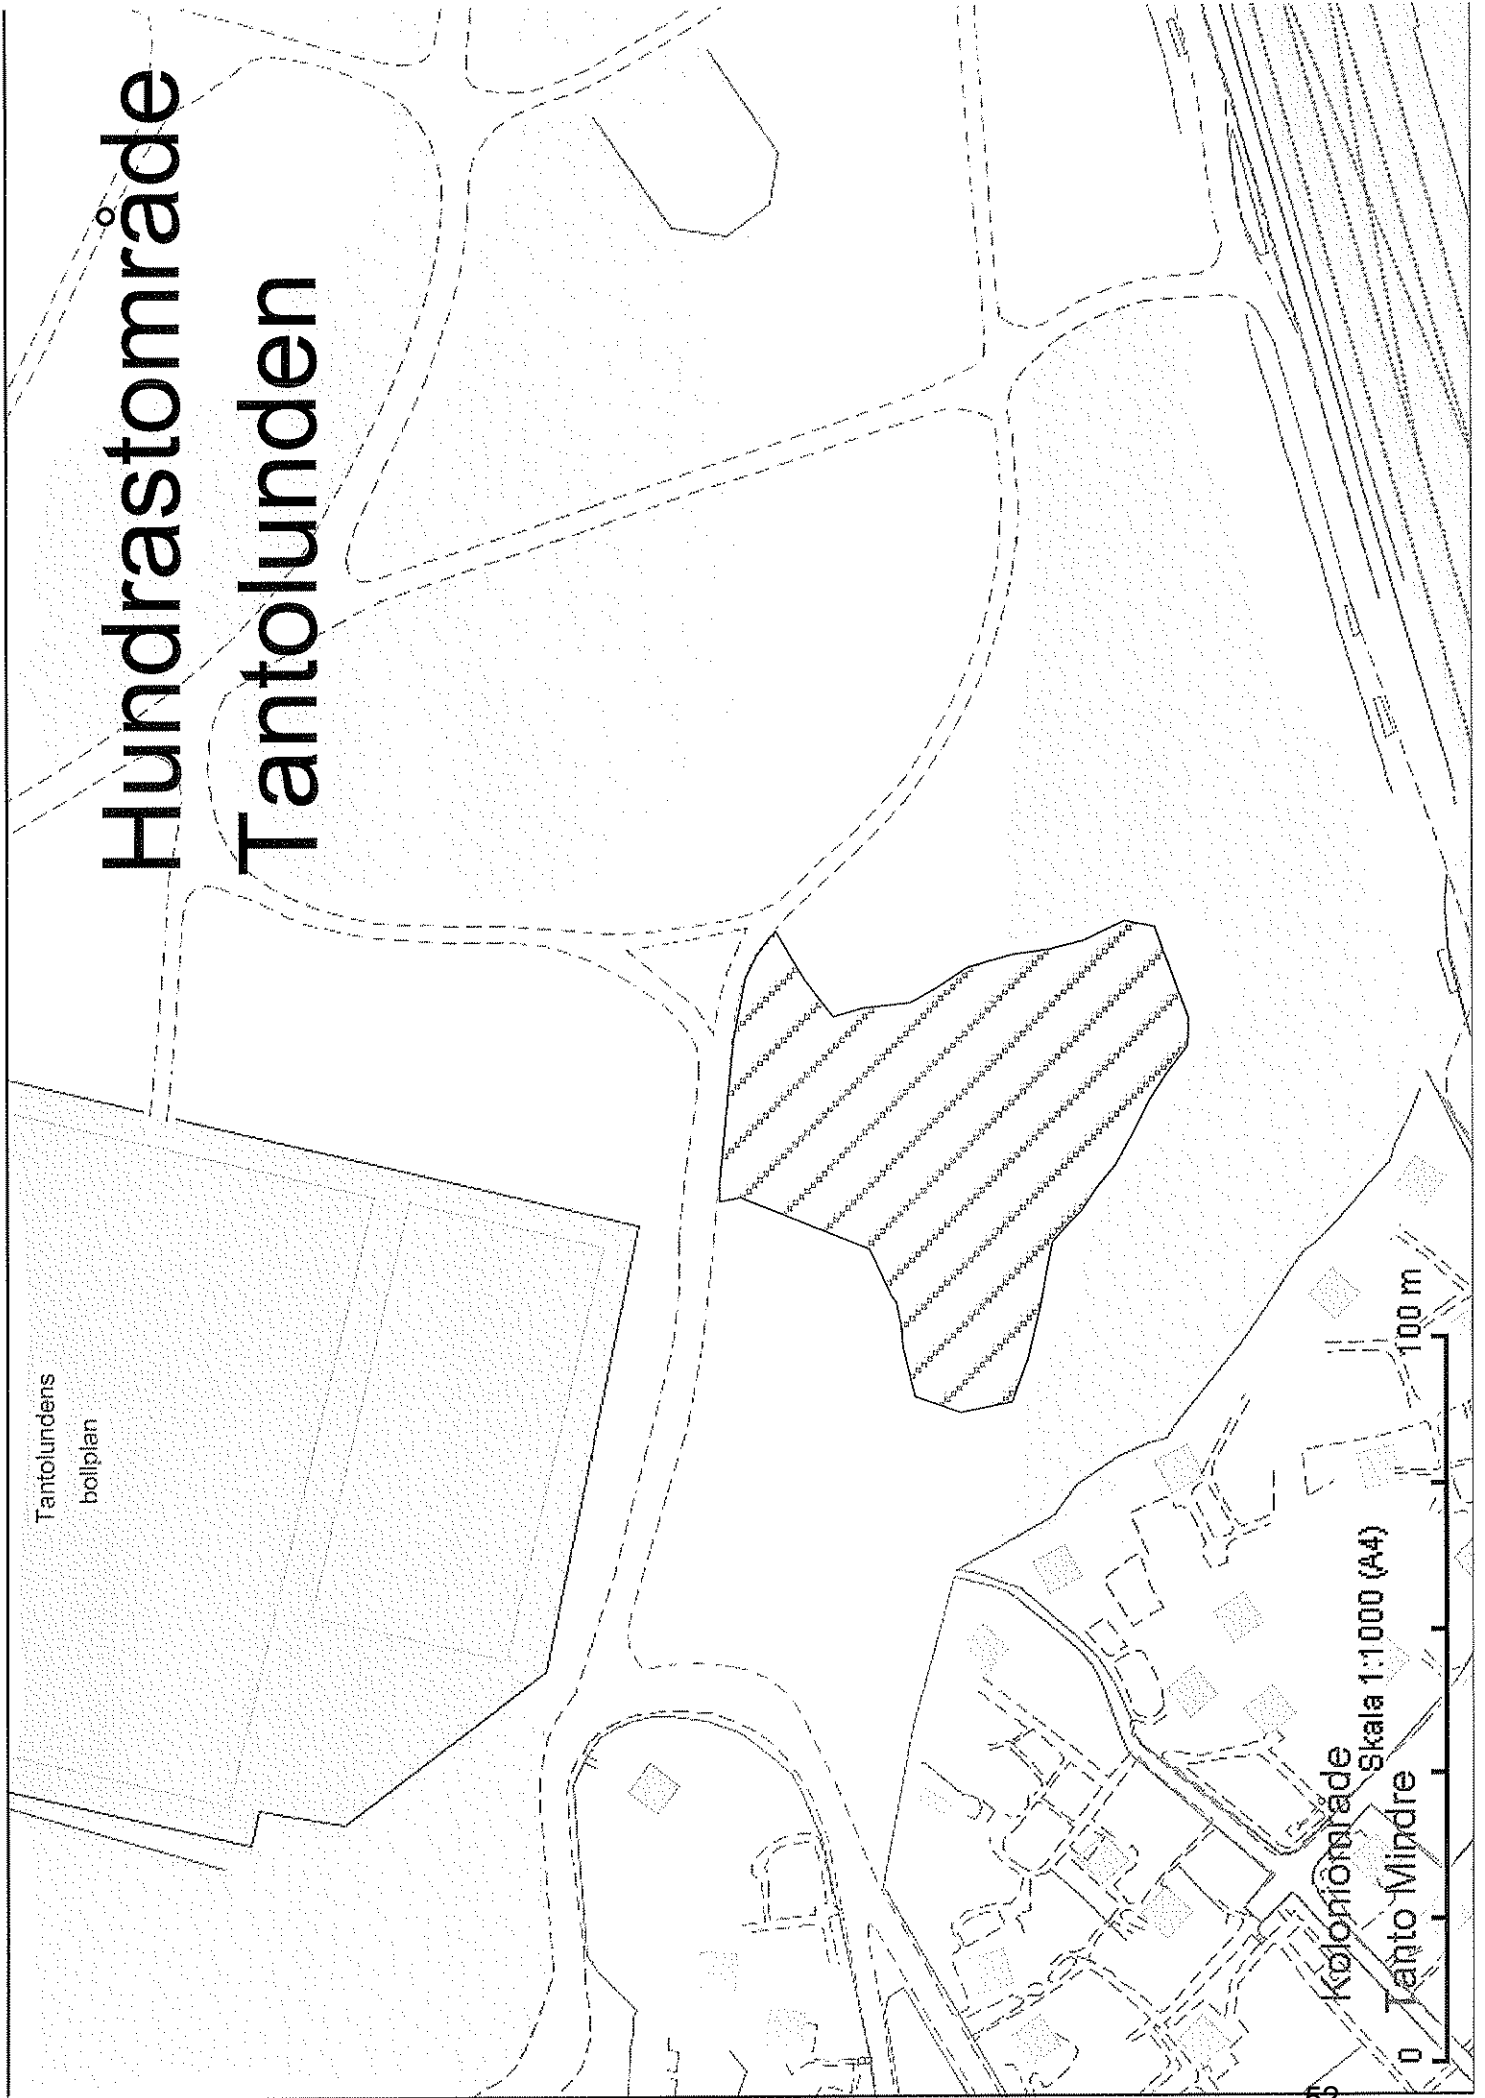 Hundrastområde
Tantolunden
Tantolundens
bollplan
Koloniområde
Tanto Mindre
Skala 1:1000 (A4)
0 100 m